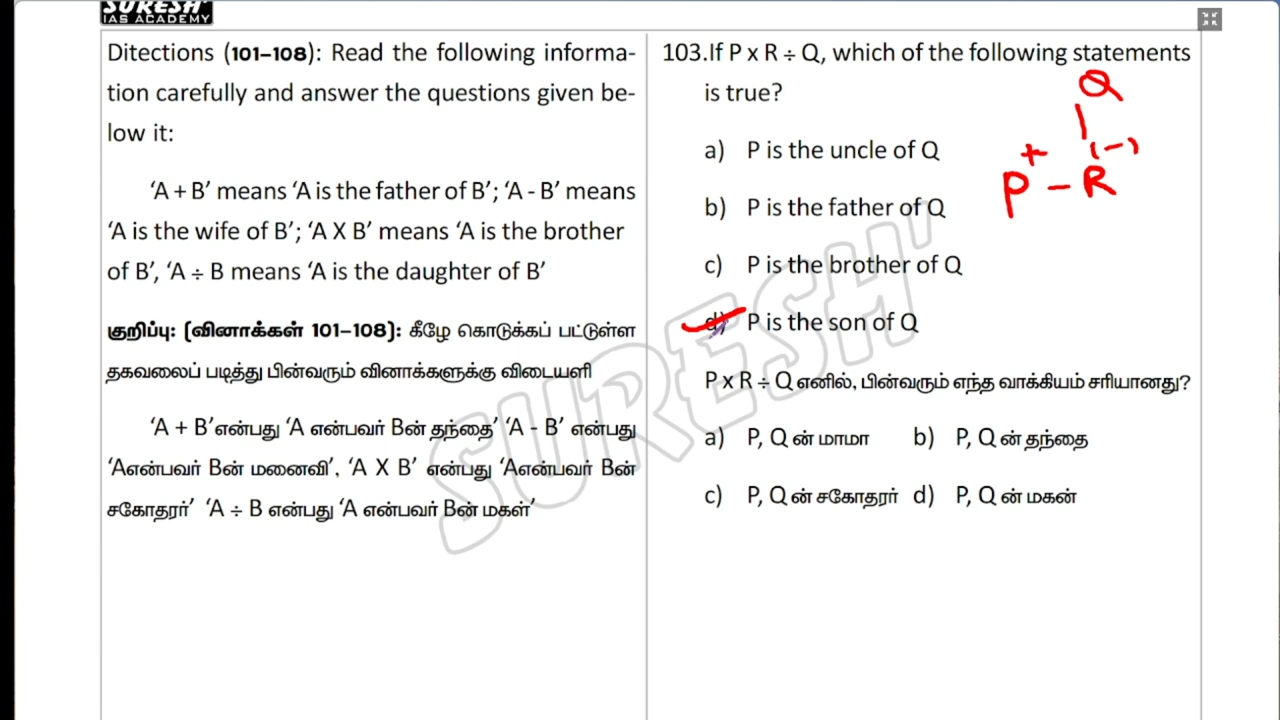 SURESH'
IAS ACADEMY
Ditections (101-108): Read the following informa-
tion carefully and answer the questions given be-
low it:
‘A + B’ means ‘A is the father of B’; ‘A - B’ means
‘A is the wife of B’; ‘A X B’ means ‘A is the brother
of B’, ‘A ÷ B means ‘A is the daughter of B’
குறிப்பு: (வினாக்கள் 101-108): கீழே கொடுக்கப் பட்டுள்ள
தகவலைப் படித்து பின்வரும் வினாக்களுக்கு விடையளி
‘A + B’என்பது ‘A என்பவர் Bன் தந்தை’ ‘A - B’ என்பது
‘Aஎன்பவர் Bன் மனைவி’, ‘A X B’ என்பது ‘Aஎன்பவர் Bன்
சகோதரர்’ ‘A ÷ B என்பது ‘A என்பவர் Bன் மகள்’
103.If P x R ÷ Q, which of the following statements
is true?
a) P is the uncle of Q
b) P is the father of Q
c) P is the brother of Q
d) P is the son of Q
P x R ÷ Q எனில், பின்வரும் எந்த வாக்கியம் சரியானது?
a) P, Qன் மாமா b) P, Qன் தந்தை
c) P, Qன் சகோதரர் d) P, Qன் மகன்
Q
+ (-)
P - R
SURESH'